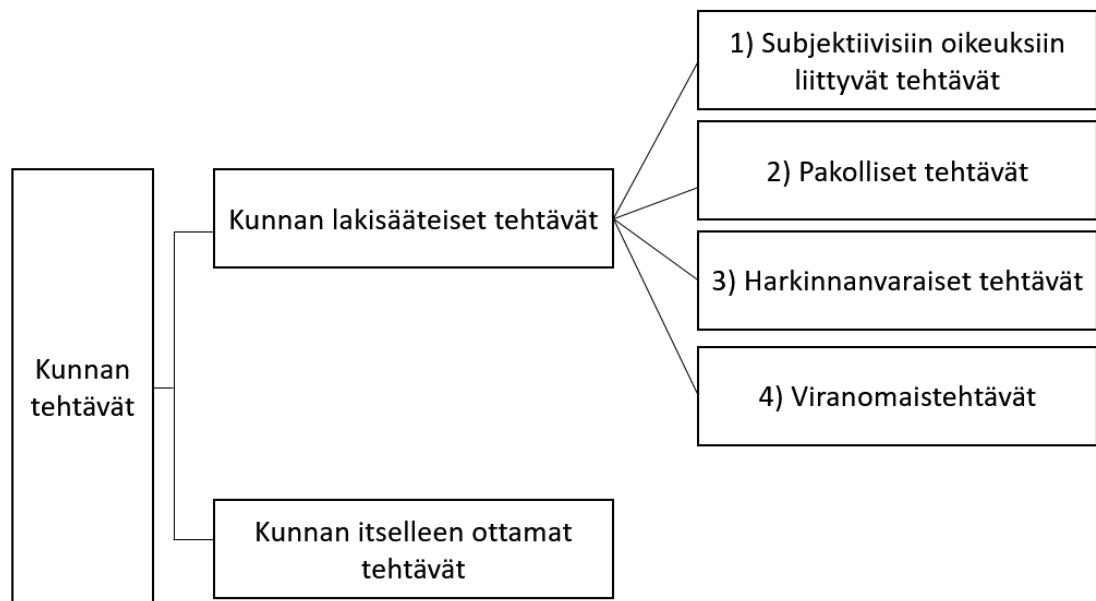 Kunnan
tehtävät
Kunnan lakisääteiset tehtävät
1) Subjektiivisiin oikeuksiin
liittyvät tehtävät
2) Pakolliset tehtävät
3) Harkinnanvaraiset tehtävät
4) Viranomaistehtävät
Kunnan itselleen ottamat
tehtävät